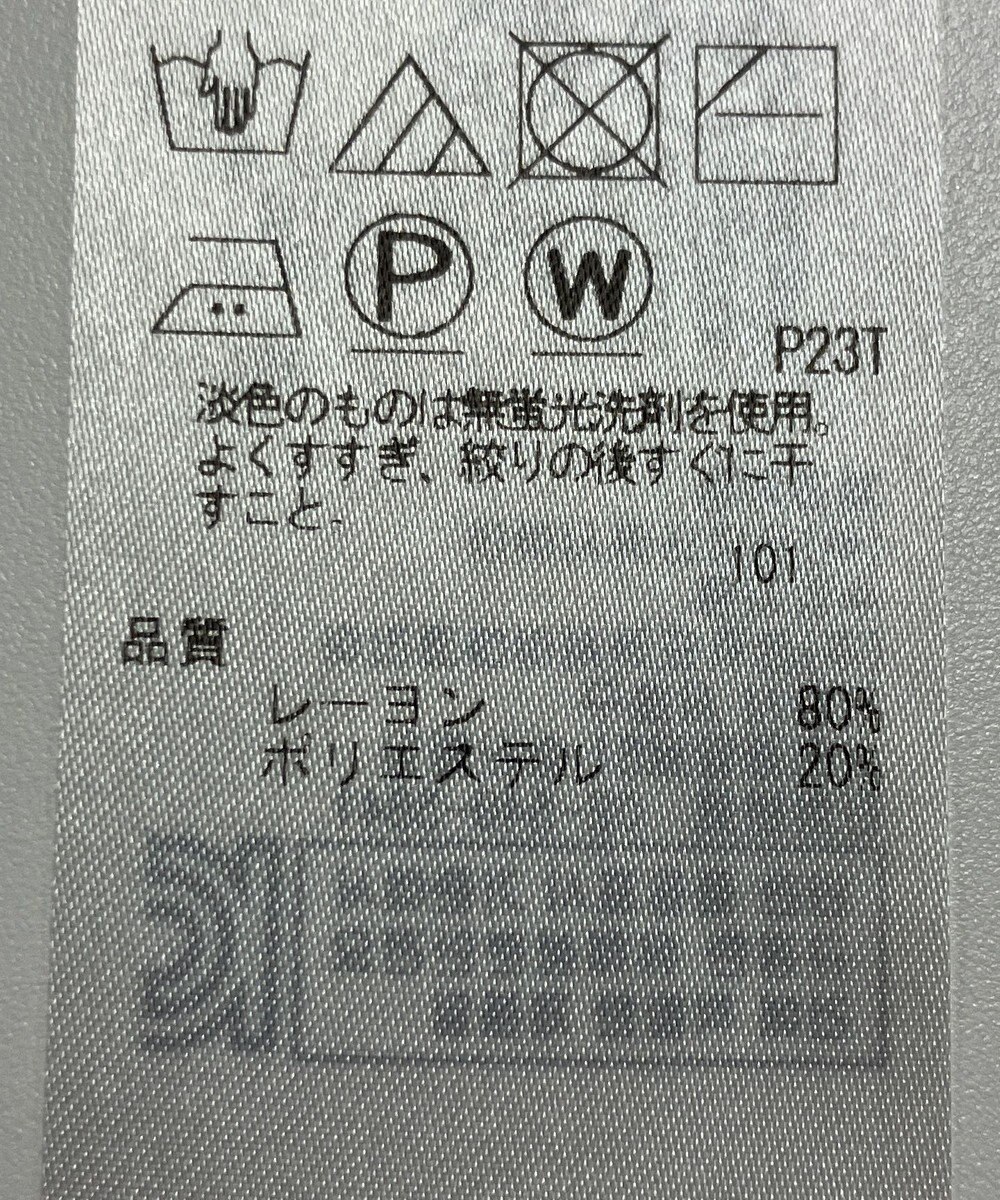 P
W
P23T
淡色のものは無蛍光洗剤を使用。
よくすすぎ、絞りの後すぐに干
すこと.
101
品質
レーヨン 80%
ポリエステル 20%